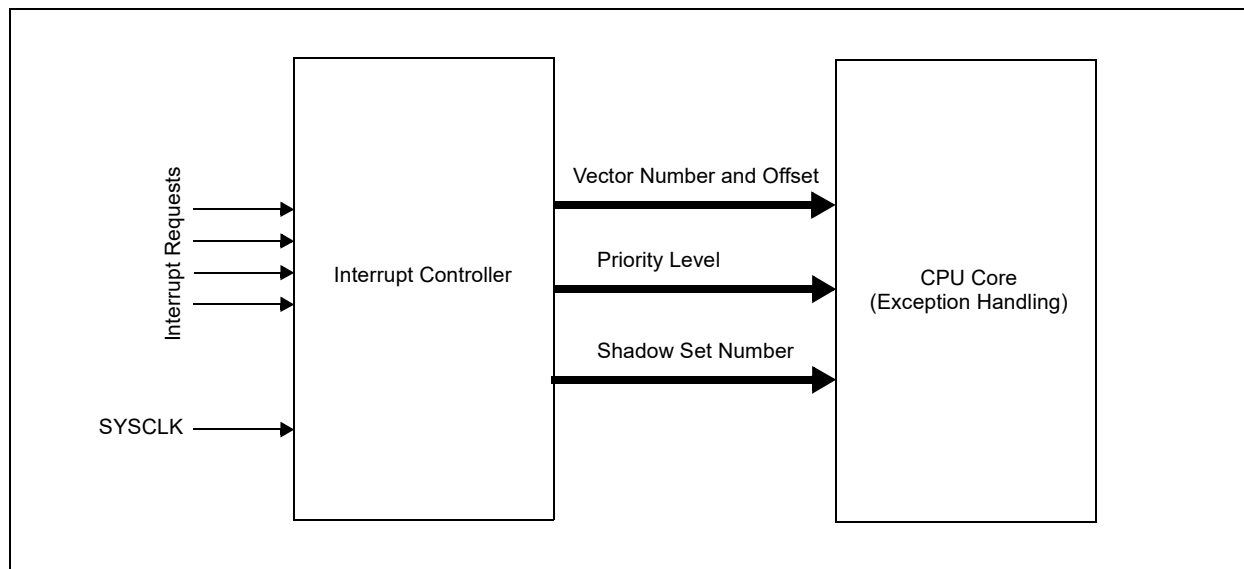 Interrupt Requests
SYSCLK
Interrupt Controller
Vector Number and Offset
Priority Level
Shadow Set Number
CPU Core
(Exception Handling)